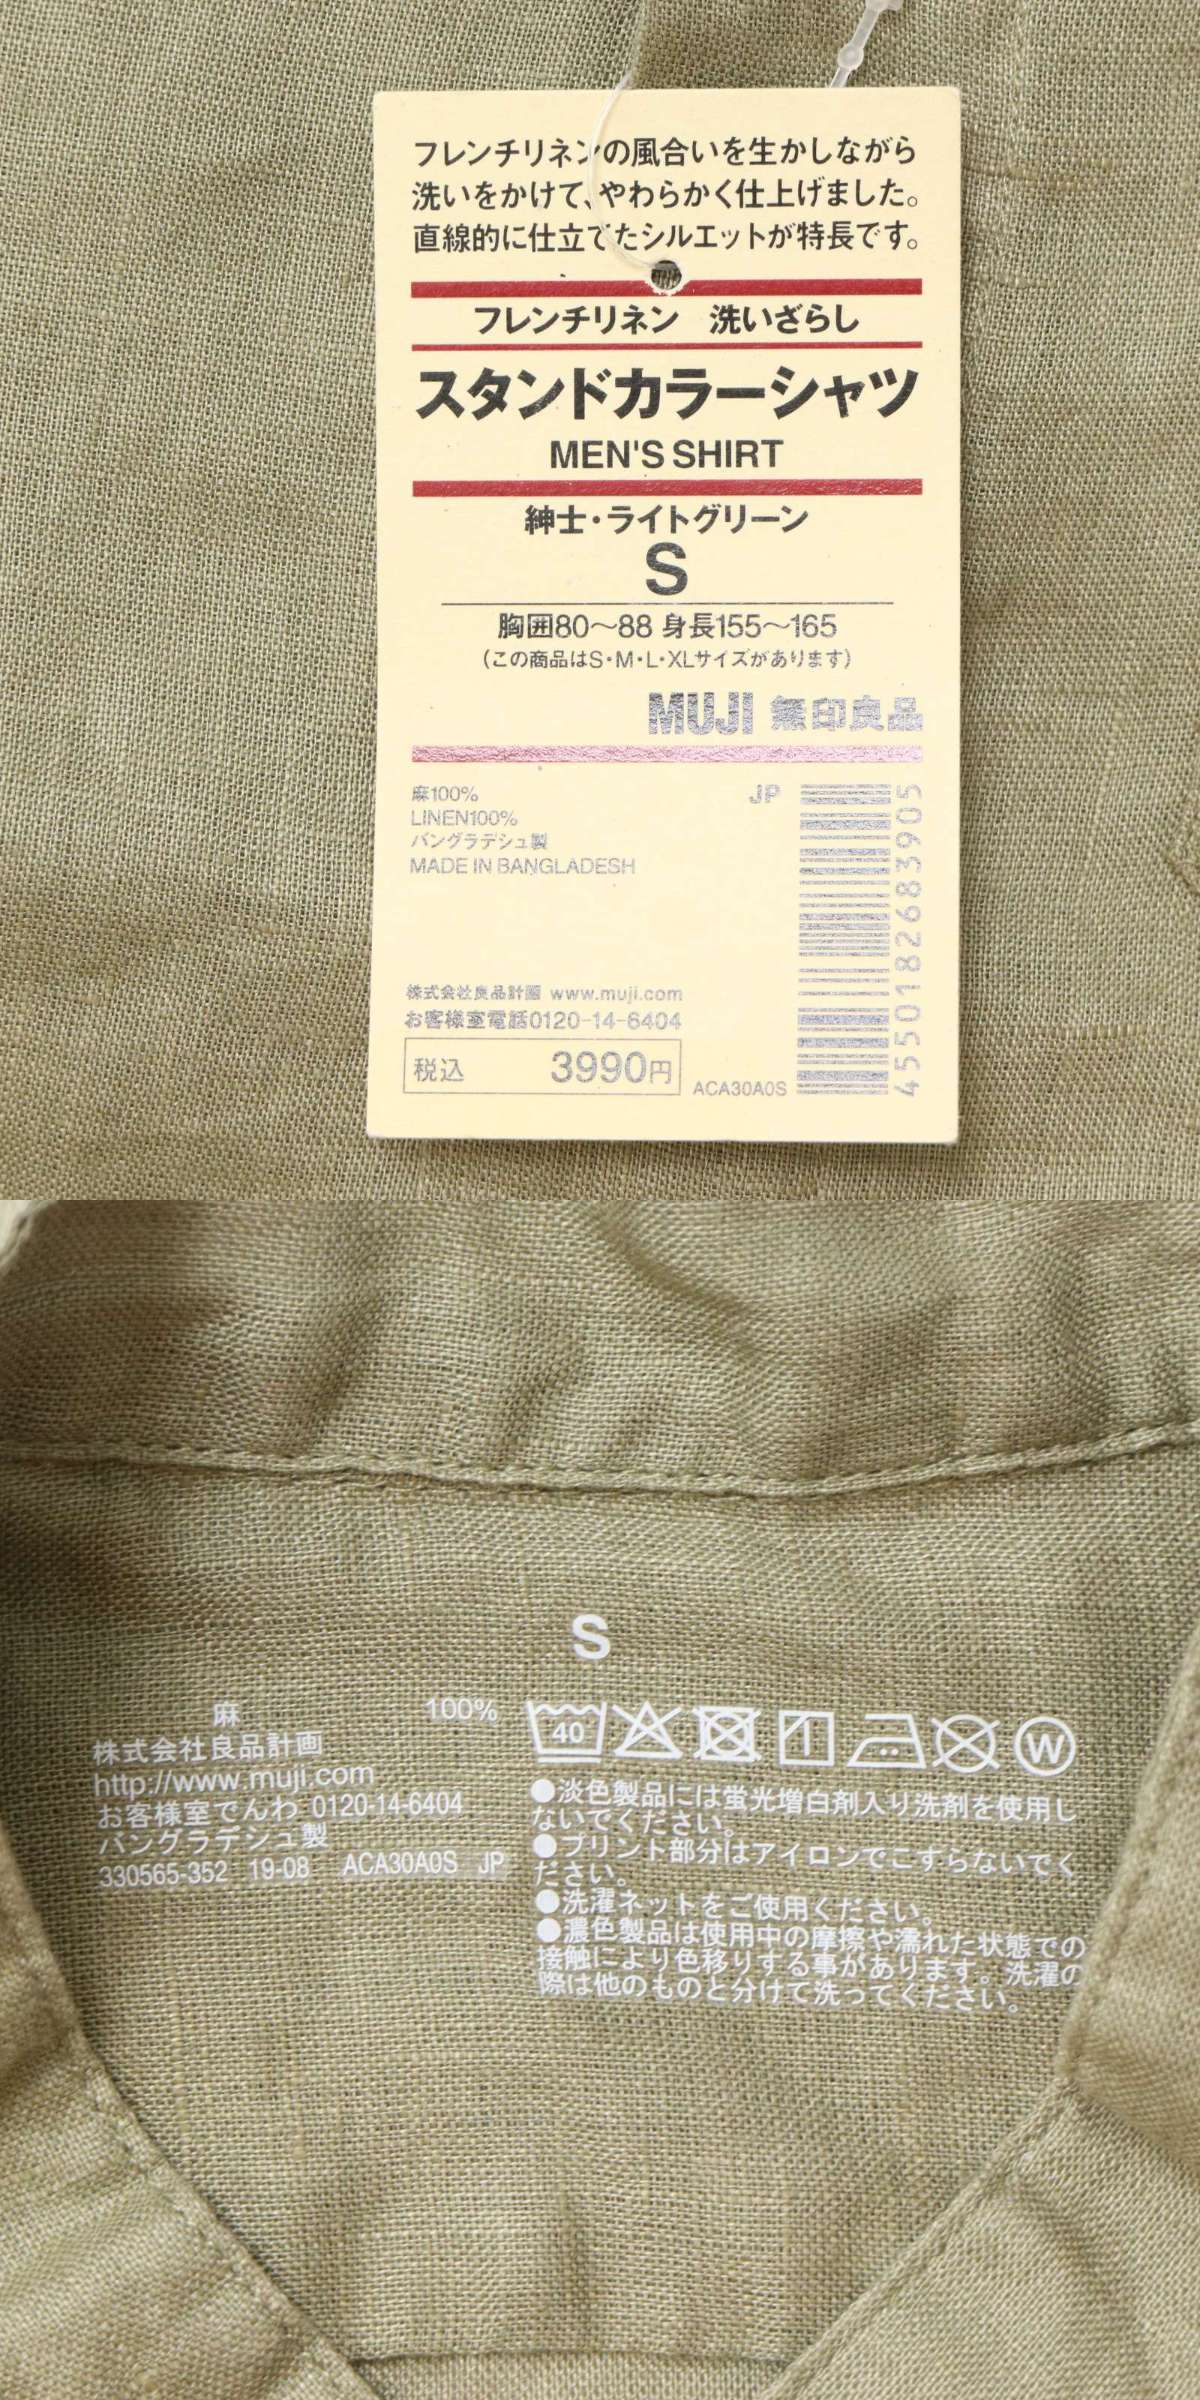 フレンチリネンの風合いを生かしながら
洗いをかけて、やわらかく仕上げました。
直線的に仕立てたシルエットが特長です。
フレンチリネン　洗いざらし
スタンドカラーシャツ
MEN'S SHIRT
紳士・ライトグリーン
S
胸囲80〜88 身長155〜165
（この商品はS・M・L・XLサイズがあります）
MUJI 無印良品
麻100%
LINEN100%
バングラデシュ製
MADE IN BANGLADESH
JP
4550182683905
株式会社良品計画 www.muji.com
お客様室電話0120-14-6404
税込 3990円
ACA30A0S
S
麻 100%
株式会社良品計画
http://www.muji.com
お客様室でんわ 0120-14-6404
バングラデシュ製
330565-352 19-08 ACA30A0S JP
40
W
●淡色製品には蛍光増白剤入り洗剤を使用し
ないでください。
●プリント部分はアイロンでこすらないでく
ださい。
●洗濯ネットをご使用ください。
●濃色製品は使用中の摩擦や濡れた状態での
接触により色移りする事があります。洗濯の
際は他のものと分けて洗ってください。